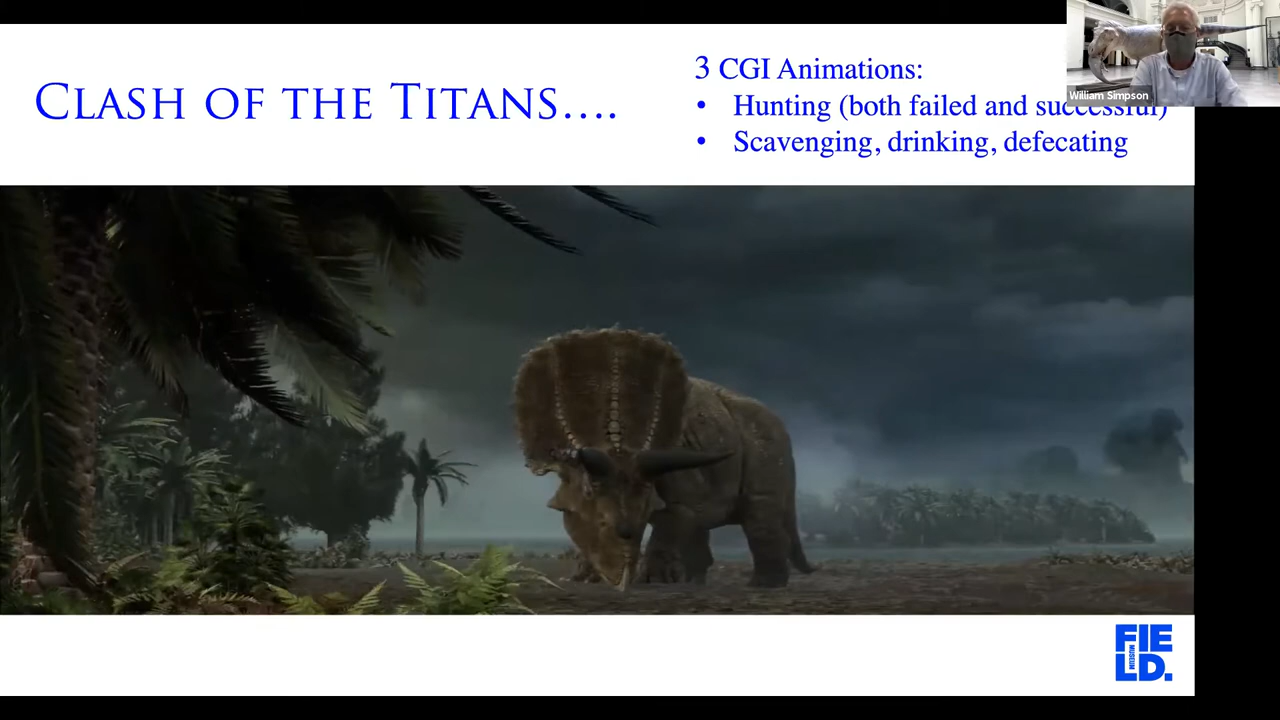 CLASH OF THE TITANS....
3 CGI Animations:
• Hunting (both failed and successful)
• Scavenging, drinking, defecating
William Simpson
FIE
MUSEUM
LD.